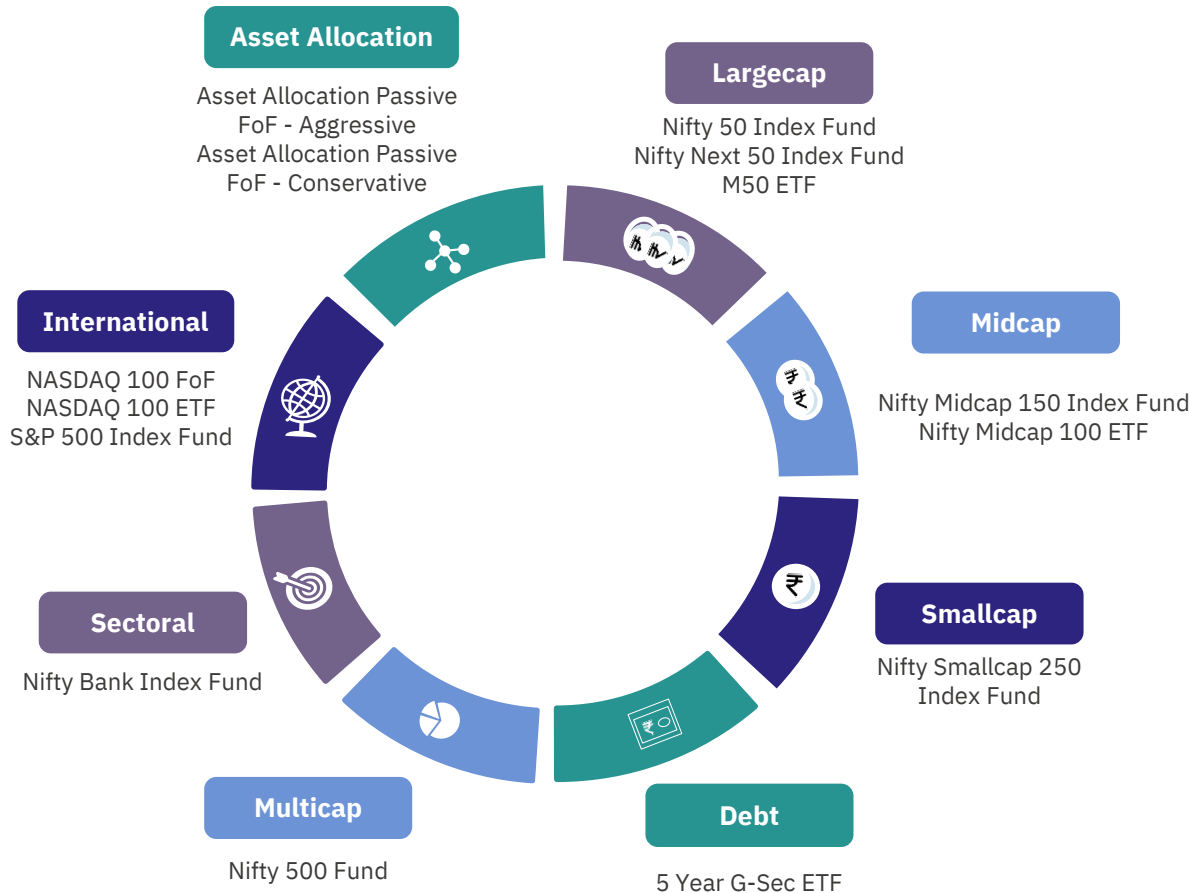 Asset Allocation
Asset Allocation Passive
FoF - Aggressive
Asset Allocation Passive
FoF - Conservative
Largecap
Nifty 50 Index Fund
Nifty Next 50 Index Fund
M50 ETF
International
NASDAQ 100 FoF
NASDAQ 100 ETF
S&P 500 Index Fund
Midcap
Nifty Midcap 150 Index Fund
Nifty Midcap 100 ETF
₹
Sectoral
Nifty Bank Index Fund
Smallcap
Nifty Smallcap 250
Index Fund
Multicap
Nifty 500 Fund
Debt
5 Year G-Sec ETF